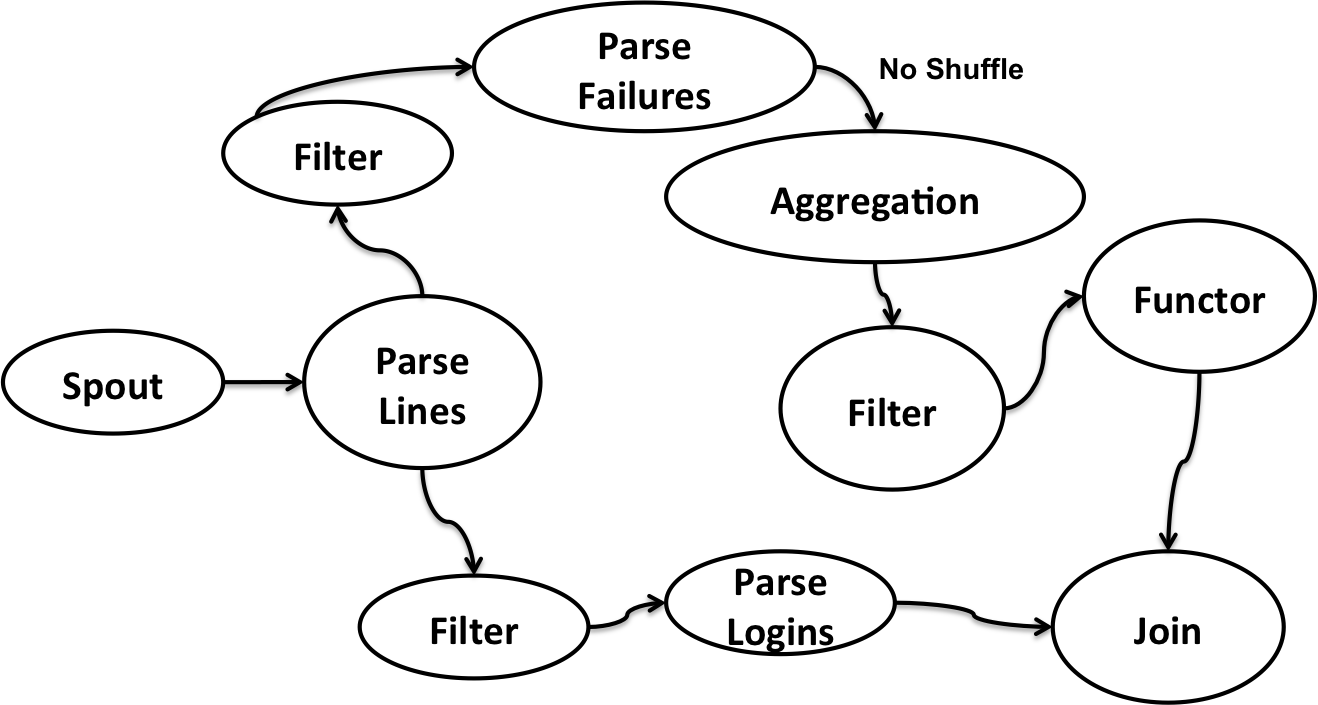 Parse
Failures
No Shuffle
Filter
Aggregation
Functor
Parse
Lines
Spout
Filter
Parse
Logins
Filter
Join